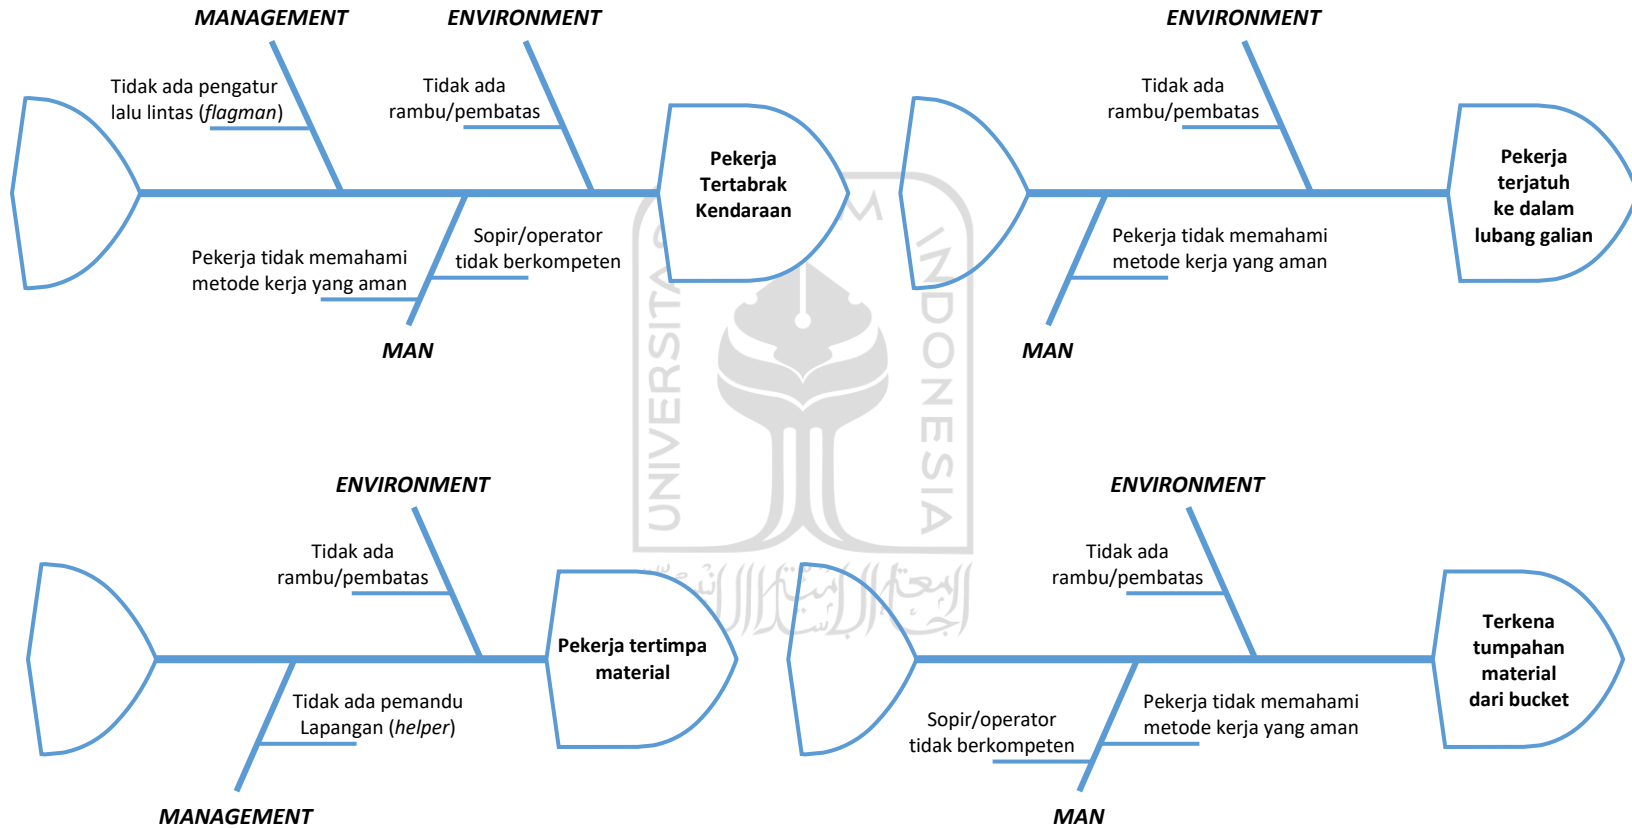 MANAGEMENT
ENVIRONMENT
Tidak ada pengatur
lalu lintas (flagman)
Tidak ada
rambu/pembatas
Pekerja
Tertabrak
Kendaraan
Pekerja tidak memahami
metode kerja yang aman
Sopir/operator
tidak berkompeten
MAN
ENVIRONMENT
Tidak ada
rambu/pembatas
Pekerja
terjatuh
ke dalam
lubang galian
Pekerja tidak memahami
metode kerja yang aman
MAN
UNIVERSITAS
INDONESIA
ENVIRONMENT
Tidak ada
rambu/pembatas
Pekerja tertimpa
material
Tidak ada pemandu
Lapangan (helper)
MANAGEMENT
ENVIRONMENT
Tidak ada
rambu/pembatas
Terkena
tumpahan
material
dari bucket
Sopir/operator
tidak berkompeten
Pekerja tidak memahami
metode kerja yang aman
MAN